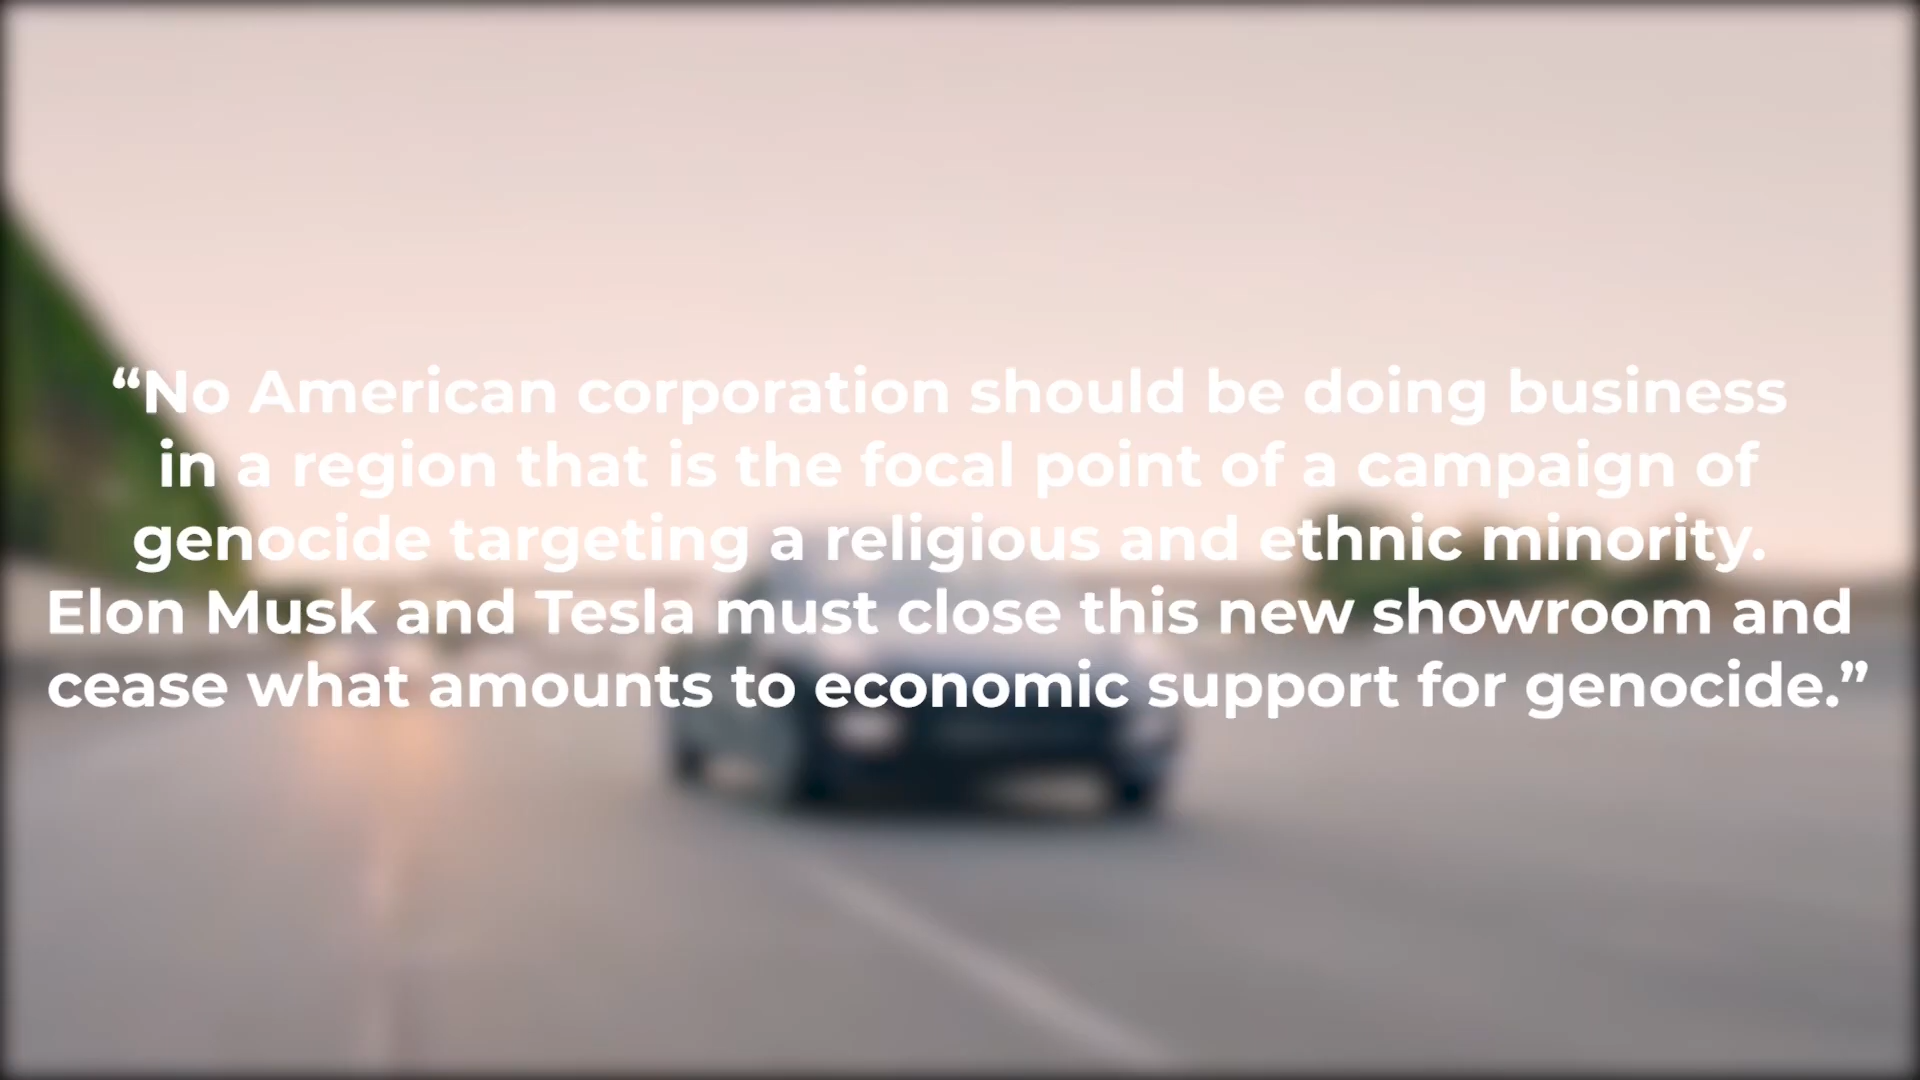 “No American corporation should be doing business
in a region that is the focal point of a campaign of
genocide targeting a religious and ethnic minority.
Elon Musk and Tesla must close this new showroom and
cease what amounts to economic support for genocide.”